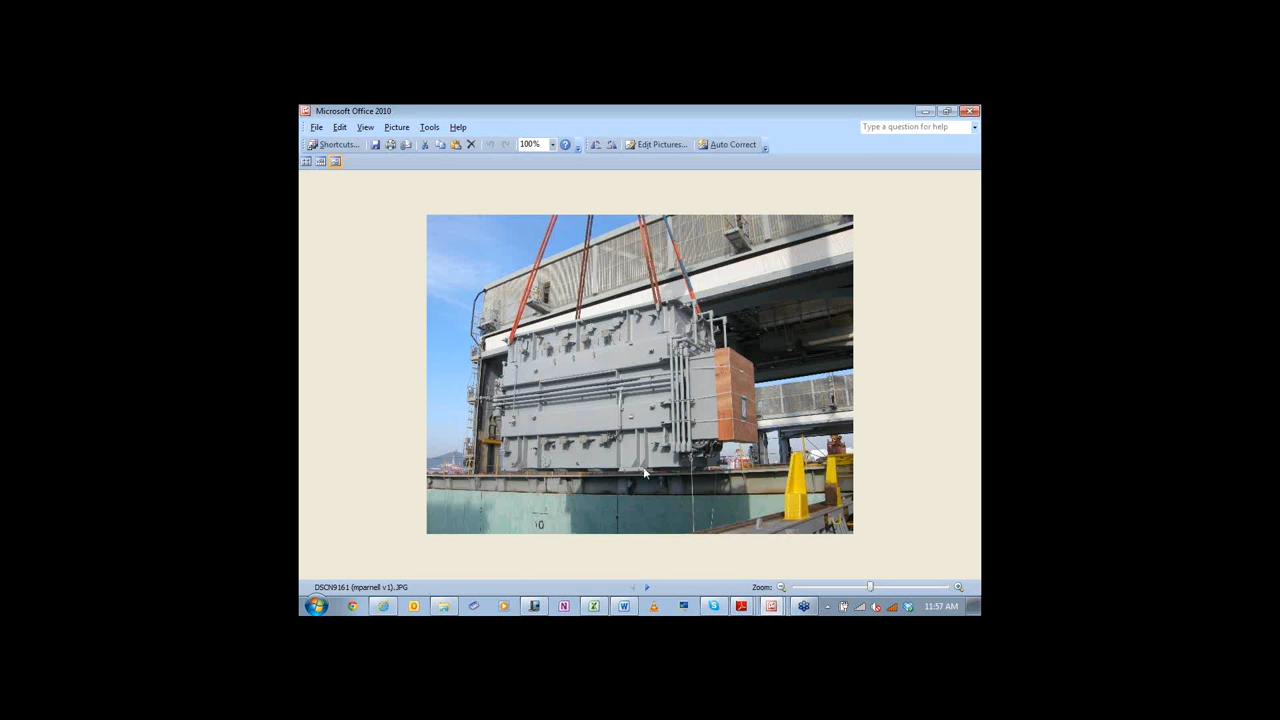 Microsoft Office 2010
File Edit View Picture Tools Help
Type a question for help
Shortcuts... 100% Edit Pictures... Auto Correct
DSCN9161 (mparnell v1).JPG
Zoom:
11:57 AM